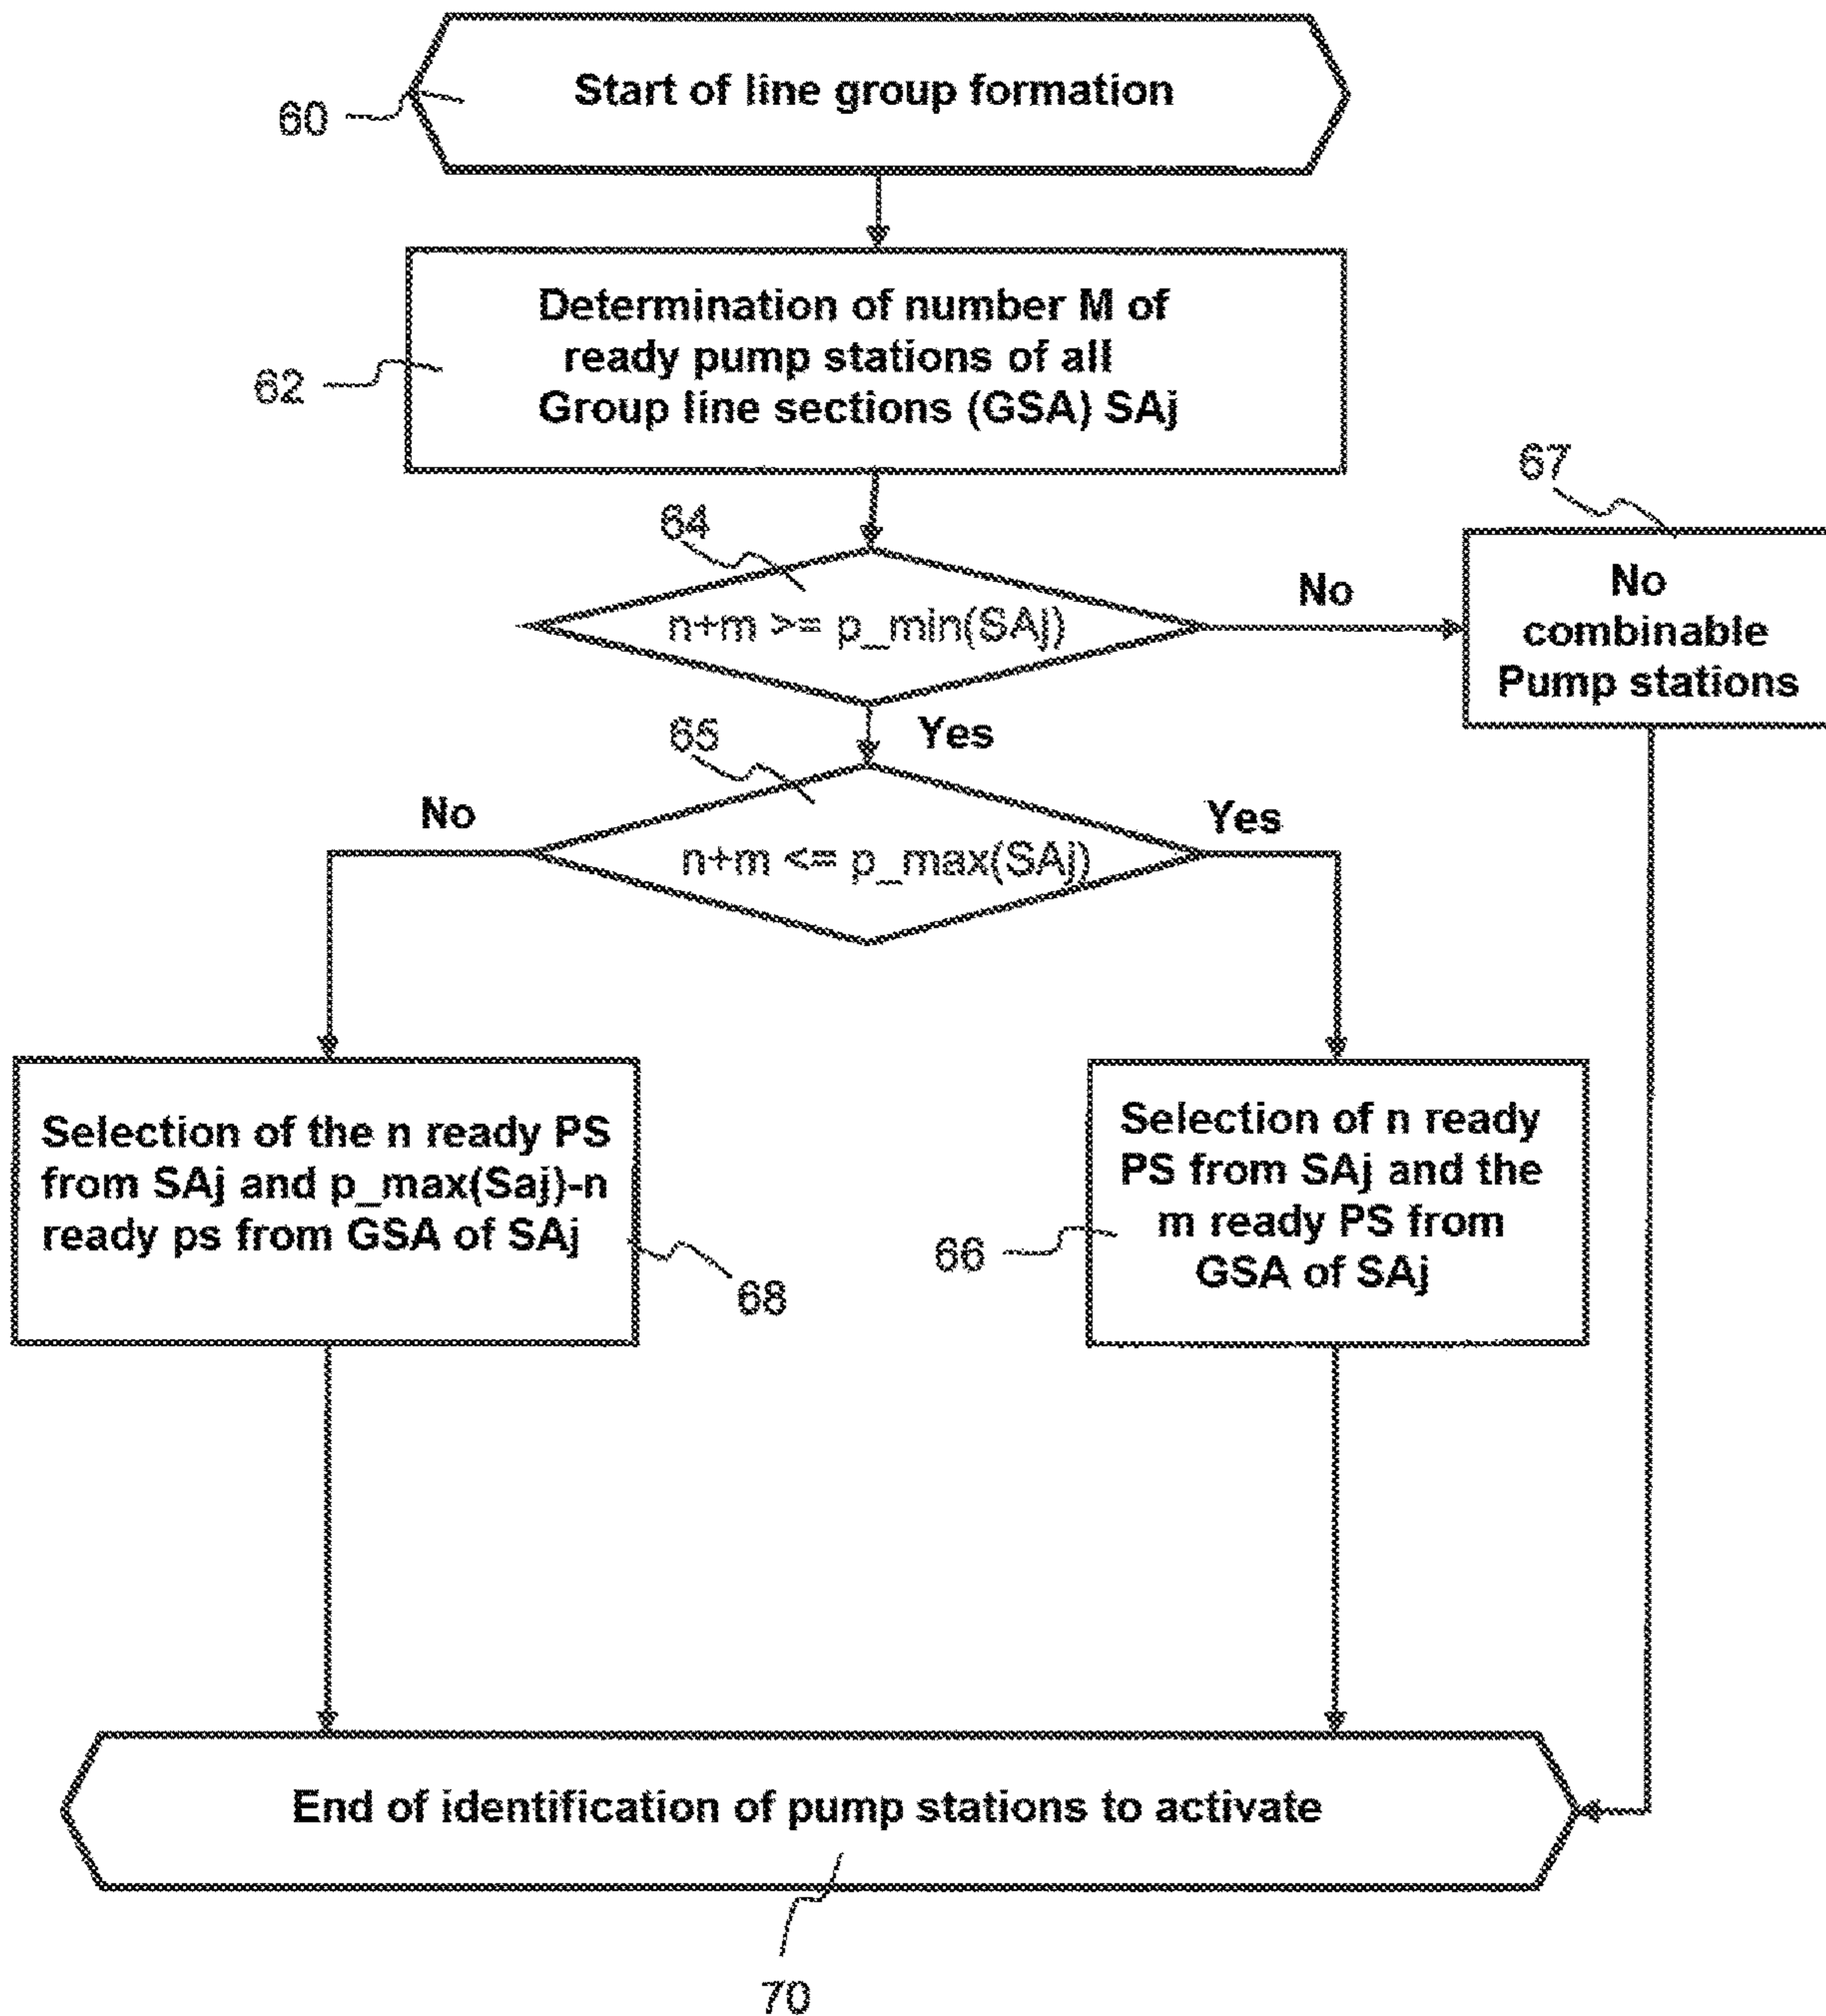 Start of line group formation
60
Determination of number M of
ready pump stations of all
Group line sections (GSA) SAj
62
67
64
n+m >= p_min(SAj)
No
No
combinable
Pump stations
Yes
65
No
n+m <= p_max(SAj)
Yes
Selection of the n ready PS
from SAj and p_max(Saj)-n
ready ps from GSA of SAj
68
Selection of n ready
PS from SAj and the
m ready PS from
GSA of SAj
66
End of identification of pump stations to activate
70